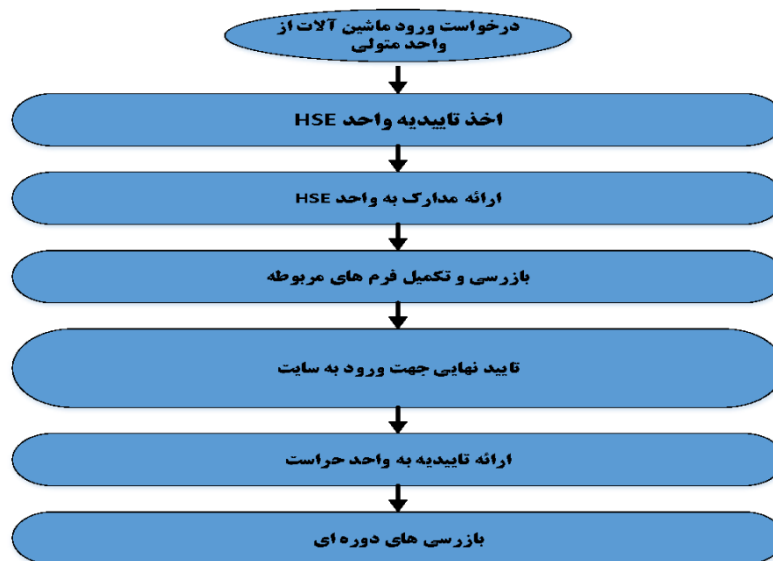 درخواست ورود ماشین آلات از
واحد متولی
اخذ تاییدیه واحد HSE
ارائه مدارک به واحد HSE
بازرسی و تکمیل فرم های مربوطه
تایید نهایی جهت ورود به سایت
ارائه تاییدیه به واحد حراست
بازرسی های دوره ای